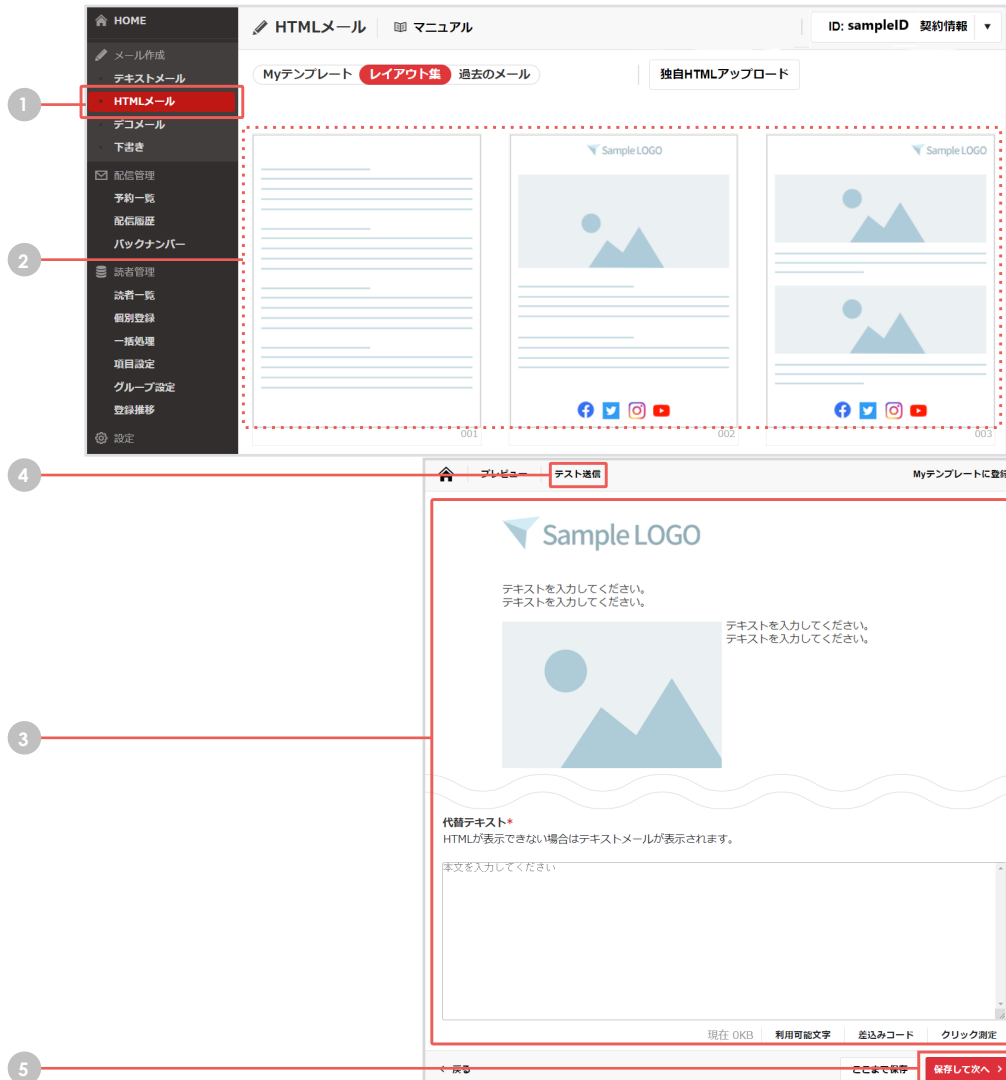 HOME
メール作成
テキストメール
HTMLメール
デコメール
下書き
配信管理
予約一覧
配信履歴
バックナンバー
読者管理
読者一覧
個別登録
一括処理
項目設定
グループ設定
登録推移
設定
HTMLメール マニュアル ID: sampleID 契約情報 ▼
Myテンプレート レイアウト集 過去のメール 独自HTMLアップロード
Sample LOGO
Sample LOGO
001
002
003
1
2
4
プレビュー テスト送信 Myテンプレートに登録
Sample LOGO
テキストを入力してください。
テキストを入力してください。
テキストを入力してください。
テキストを入力してください。
3
代替テキスト*
HTMLが表示できない場合はテキストメールが表示されます。
本文を入力してください
現在 0KB 利用可能文字 差込みコード クリック測定
5
< 戻る ここまで保存 保存して次へ >